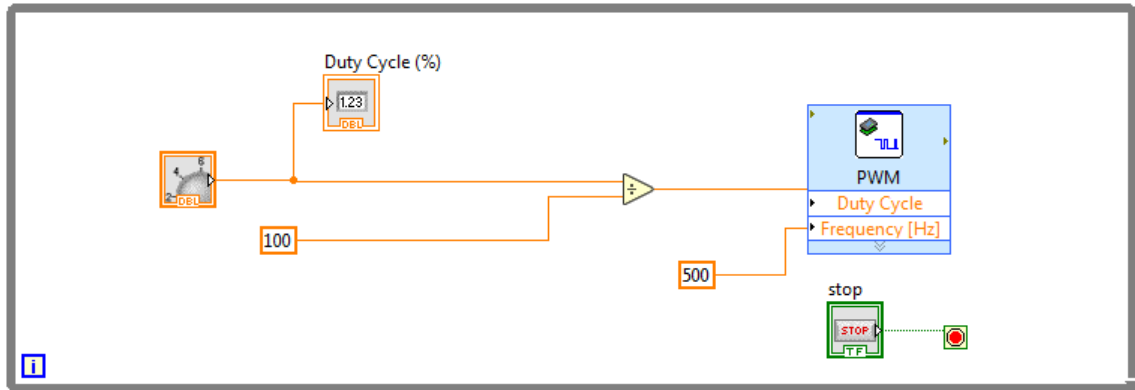 Duty Cycle (%)
1.23
DBL
2
4
6
DBL
÷
PWM
Duty Cycle
Frequency [Hz]
100
500
stop
STOP
TF
i